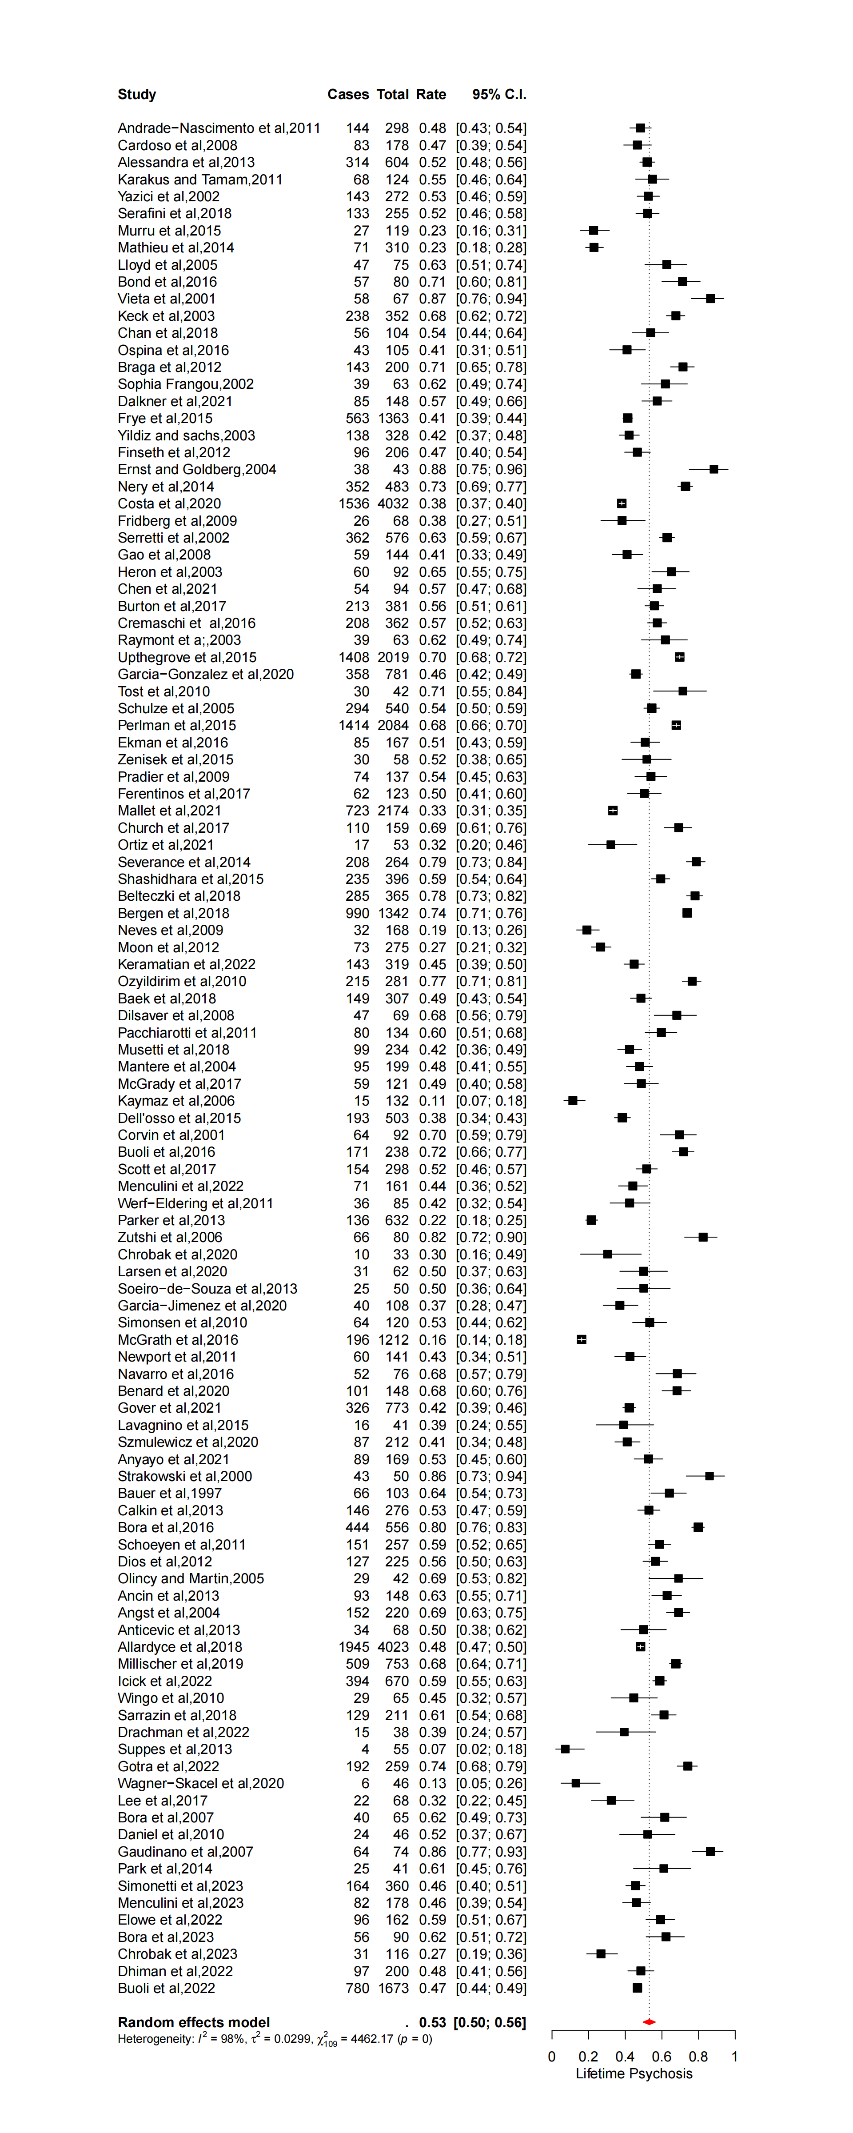 Study Cases Total Rate 95% C.I.
Andrade−Nascimento et al,2011 144 298 0.48 [0.43; 0.54]
Cardoso et al,2008 83 178 0.47 [0.39; 0.54]
Alessandra et al,2013 314 604 0.52 [0.48; 0.56]
Karakus and Tamam,2011 68 124 0.55 [0.46; 0.64]
Yazici et al,2002 143 272 0.53 [0.46; 0.59]
Serafini et al,2018 133 255 0.52 [0.46; 0.58]
Murru et al,2015 27 119 0.23 [0.16; 0.31]
Mathieu et al,2014 71 310 0.23 [0.18; 0.28]
Lloyd et al,2005 47 75 0.63 [0.51; 0.74]
Bond et al,2016 57 80 0.71 [0.60; 0.81]
Vieta et al,2001 58 67 0.87 [0.76; 0.94]
Keck et al,2003 238 352 0.68 [0.62; 0.72]
Chan et al,2018 56 104 0.54 [0.44; 0.64]
Ospina et al,2016 43 105 0.41 [0.31; 0.51]
Braga et al,2012 143 200 0.71 [0.65; 0.78]
Sophia Frangou,2002 39 63 0.62 [0.49; 0.74]
Dalkner et al,2021 85 148 0.57 [0.49; 0.66]
Frye et al,2015 563 1363 0.41 [0.39; 0.44]
Yildiz and sachs,2003 138 328 0.42 [0.37; 0.48]
Finseth et al,2012 96 206 0.47 [0.40; 0.54]
Ernst and Goldberg,2004 38 43 0.88 [0.75; 0.96]
Nery et al,2014 352 483 0.73 [0.69; 0.77]
Costa et al,2020 1536 4032 0.38 [0.37; 0.40]
Fridberg et al,2009 26 68 0.38 [0.27; 0.51]
Serretti et al,2002 362 576 0.63 [0.59; 0.67]
Gao et al,2008 59 144 0.41 [0.33; 0.49]
Heron et al,2003 60 92 0.65 [0.55; 0.75]
Chen et al,2021 54 94 0.57 [0.47; 0.68]
Burton et al,2017 213 381 0.56 [0.51; 0.61]
Cremaschi et  al,2016 208 362 0.57 [0.52; 0.63]
Raymont et a;,2003 39 63 0.62 [0.49; 0.74]
Upthegrove et al,2015 1408 2019 0.70 [0.68; 0.72]
Garcia-Gonzalez et al,2020 358 781 0.46 [0.42; 0.49]
Tost et al,2010 30 42 0.71 [0.55; 0.84]
Schulze et al,2005 294 540 0.54 [0.50; 0.59]
Perlman et al,2015 1414 2084 0.68 [0.66; 0.70]
Ekman et al,2016 85 167 0.51 [0.43; 0.59]
Zenisek et al,2015 30 58 0.52 [0.38; 0.65]
Pradier et al,2009 74 137 0.54 [0.45; 0.63]
Ferentinos et al,2017 62 123 0.50 [0.41; 0.60]
Mallet et al,2021 723 2174 0.33 [0.31; 0.35]
Church et al,2017 110 159 0.69 [0.61; 0.76]
Ortiz et al,2021 17 53 0.32 [0.20; 0.46]
Severance et al,2014 208 264 0.79 [0.73; 0.84]
Shashidhara et al,2015 235 396 0.59 [0.54; 0.64]
Belteczki et al,2018 285 365 0.78 [0.73; 0.82]
Bergen et al,2018 990 1342 0.74 [0.71; 0.76]
Neves et al,2009 32 168 0.19 [0.13; 0.26]
Moon et al,2012 73 275 0.27 [0.21; 0.32]
Keramatian et al,2022 143 319 0.45 [0.39; 0.50]
Ozyildirim et al,2010 215 281 0.77 [0.71; 0.81]
Baek et al,2018 149 307 0.49 [0.43; 0.54]
Dilsaver et al,2008 47 69 0.68 [0.56; 0.79]
Pacchiarotti et al,2011 80 134 0.60 [0.51; 0.68]
Musetti et al,2018 99 234 0.42 [0.36; 0.49]
Mantere et al,2004 95 199 0.48 [0.41; 0.55]
McGrady et al,2017 59 121 0.49 [0.40; 0.58]
Kaymaz et al,2006 15 132 0.11 [0.07; 0.18]
Dell'osso et al,2015 193 503 0.38 [0.34; 0.43]
Corvin et al,2001 64 92 0.70 [0.59; 0.79]
Buoli et al,2016 171 238 0.72 [0.66; 0.77]
Scott et al,2017 154 298 0.52 [0.46; 0.57]
Menculini et al,2022 71 161 0.44 [0.36; 0.52]
Werf−Eldering et al,2011 36 85 0.42 [0.32; 0.54]
Parker et al,2013 136 632 0.22 [0.18; 0.25]
Zutshi et al,2006 66 80 0.82 [0.72; 0.90]
Chrobak et al,2020 10 33 0.30 [0.16; 0.49]
Larsen et al,2020 31 62 0.50 [0.37; 0.63]
Soeiro-de-Souza et al,2013 25 50 0.50 [0.36; 0.64]
Garcia-Jimenez et al,2020 40 108 0.37 [0.28; 0.47]
Simonsen et al,2010 64 120 0.53 [0.44; 0.62]
McGrath et al,2016 196 1212 0.16 [0.14; 0.18]
Newport et al,2011 60 141 0.43 [0.34; 0.51]
Navarro et al,2016 52 76 0.68 [0.57; 0.79]
Benard et al,2020 101 148 0.68 [0.60; 0.76]
Gover et al,2021 326 773 0.42 [0.39; 0.46]
Lavagnino et al,2015 16 41 0.39 [0.24; 0.55]
Szmulewicz et al,2020 87 212 0.41 [0.34; 0.48]
Anyayo et al,2021 89 169 0.53 [0.45; 0.60]
Strakowski et al,2000 43 50 0.86 [0.73; 0.94]
Bauer et al,1997 66 103 0.64 [0.54; 0.73]
Calkin et al,2013 146 276 0.53 [0.47; 0.59]
Bora et al,2016 444 556 0.80 [0.76; 0.83]
Schoeyen et al,2011 151 257 0.59 [0.52; 0.65]
Dios et al,2012 127 225 0.56 [0.50; 0.63]
Olincy and Martin,2005 29 42 0.69 [0.53; 0.82]
Ancin et al,2013 93 148 0.63 [0.55; 0.71]
Angst et al,2004 152 220 0.69 [0.63; 0.75]
Anticevic et al,2013 34 68 0.50 [0.38; 0.62]
Allardyce et al,2018 1945 4023 0.48 [0.47; 0.50]
Millischer et al,2019 509 753 0.68 [0.64; 0.71]
Icick et al,2022 394 670 0.59 [0.55; 0.63]
Wingo et al,2010 29 65 0.45 [0.32; 0.57]
Sarrazin et al,2018 129 211 0.61 [0.54; 0.68]
Drachman et al,2022 15 38 0.39 [0.24; 0.57]
Suppes et al,2013 4 55 0.07 [0.02; 0.18]
Gotra et al,2022 192 259 0.74 [0.68; 0.79]
Wagner−Skacel et al,2020 6 46 0.13 [0.05; 0.26]
Lee et al,2017 22 68 0.32 [0.22; 0.45]
Bora et al,2007 40 65 0.62 [0.49; 0.73]
Daniel et al,2010 24 46 0.52 [0.37; 0.67]
Gaudinano et al,2007 64 74 0.86 [0.77; 0.93]
Park et al,2014 25 41 0.61 [0.45; 0.76]
Simonetti et al,2023 164 360 0.46 [0.40; 0.51]
Menculini et al,2023 82 178 0.46 [0.39; 0.54]
Elowe et al,2022 96 162 0.59 [0.51; 0.67]
Bora et al,2023 56 90 0.62 [0.51; 0.72]
Chrobak et al,2023 31 116 0.27 [0.19; 0.36]
Dhiman et al,2022 97 200 0.48 [0.41; 0.56]
Buoli et al,2022 780 1673 0.47 [0.44; 0.49]
Random effects model . 0.53 [0.50; 0.56]
Heterogeneity: I² = 98%, τ² = 0.0299, χ²₁₀₉ = 4462.17 (p = 0)
0 0.2 0.4 0.6 0.8 1
Lifetime Psychosis